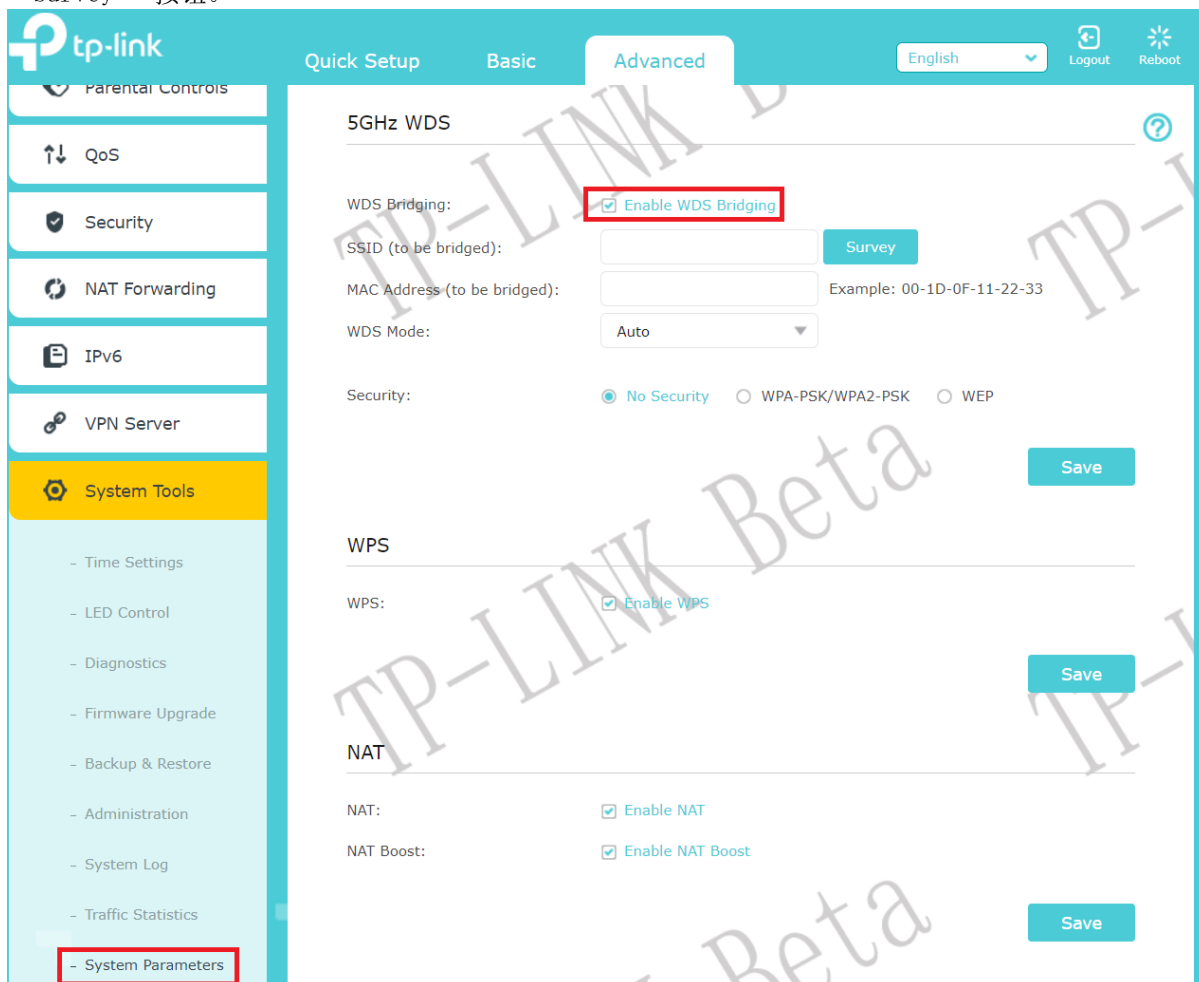 Survey" 按钮。
tp-link
Quick Setup Basic Advanced English Logout Reboot
Parental Controls
QoS
Security
NAT Forwarding
IPv6
VPN Server
System Tools
- Time Settings
- LED Control
- Diagnostics
- Firmware Upgrade
- Backup & Restore
- Administration
- System Log
- Traffic Statistics
- System Parameters
5GHz WDS
WDS Bridging: Enable WDS Bridging
SSID (to be bridged): Survey
MAC Address (to be bridged): Example: 00-1D-0F-11-22-33
WDS Mode: Auto
Security: No Security WPA-PSK/WPA2-PSK WEP
Save
WPS
WPS: Enable WPS
Save
NAT
NAT: Enable NAT
NAT Boost: Enable NAT Boost
Save
TP-LINK Beta